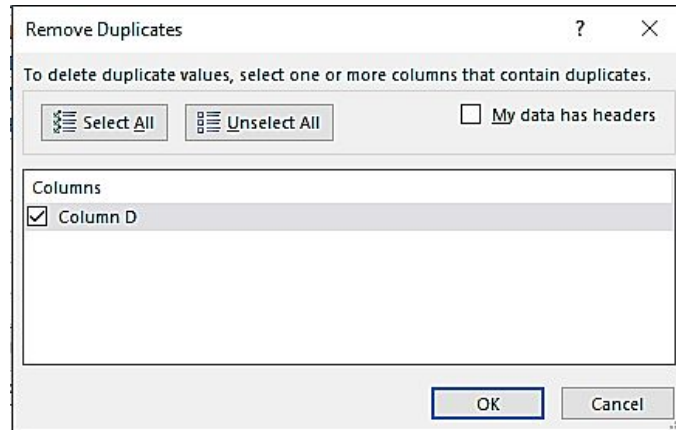 Remove Duplicates ? ×
To delete duplicate values, select one or more columns that contain duplicates.
Select All Unselect All My data has headers
Columns
Column D
OK Cancel